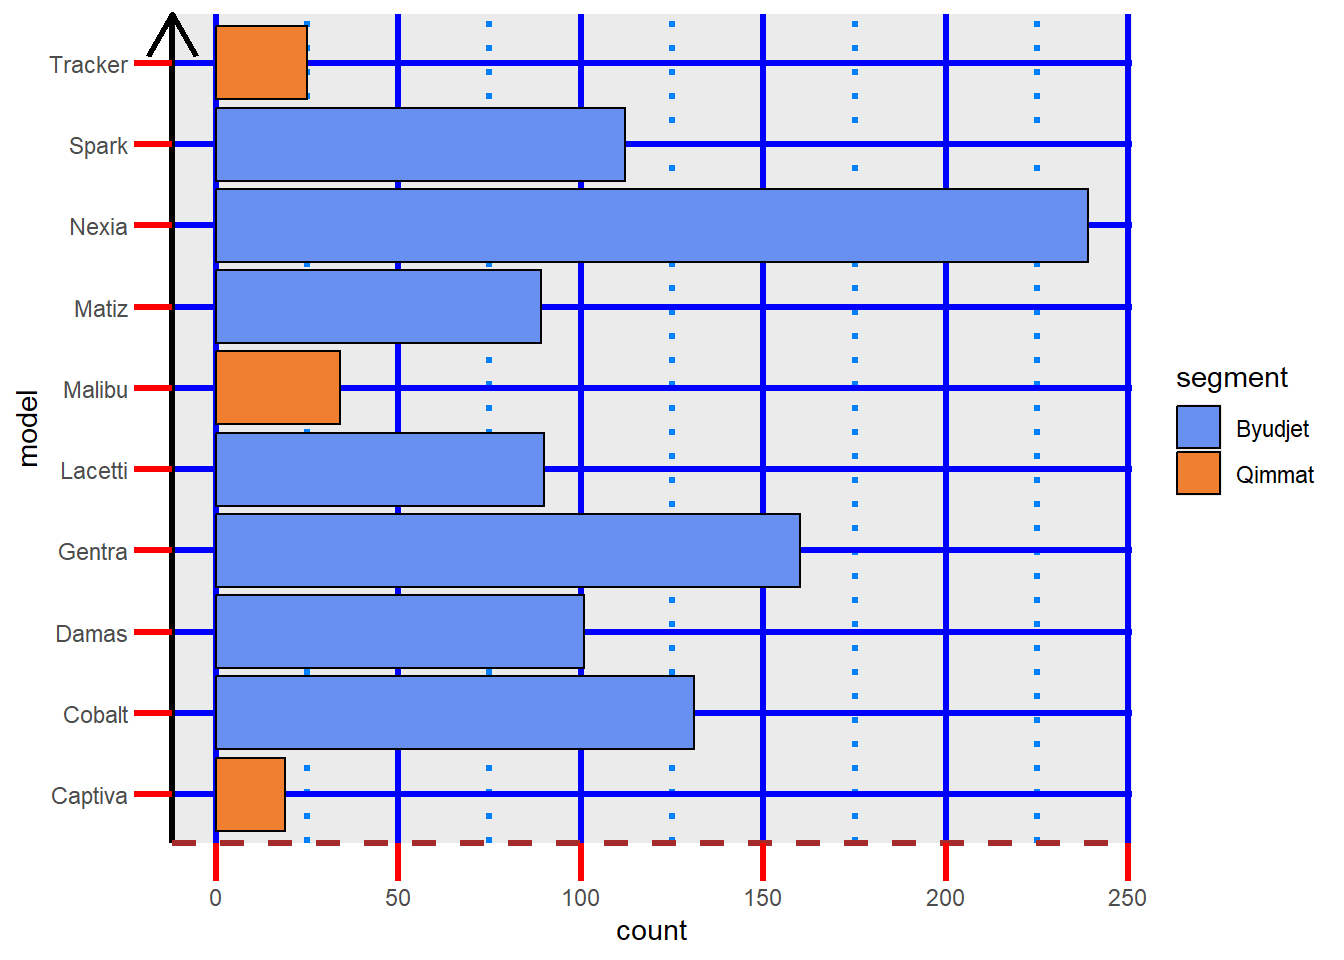 Tracker
Spark
Nexia
Matiz
Malibu
Lacetti
Gentra
Damas
Cobalt
Captiva
model
0 50 100 150 200 250
count
segment
Byudjet
Qimmat